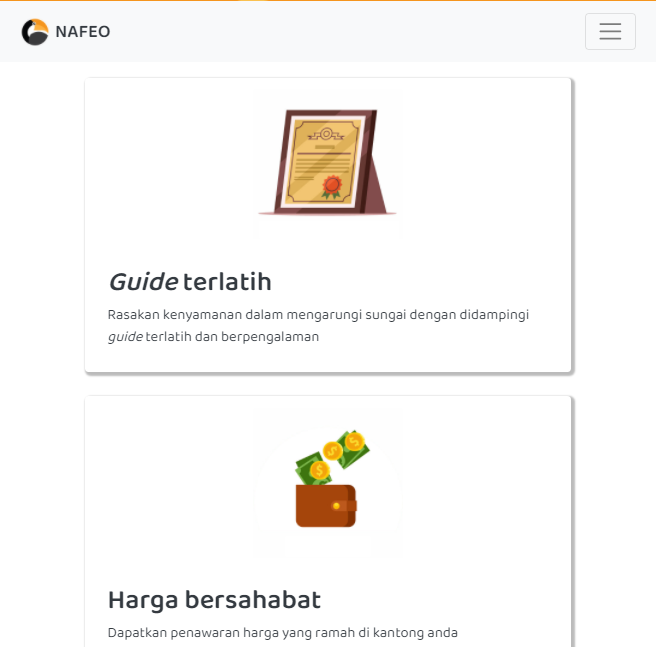 NAFEO
Guide terlatih
Rasakan kenyamanan dalam mengarungi sungai dengan didampingi
guide terlatih dan berpengalaman
Harga bersahabat
Dapatkan penawaran harga yang ramah di kantong anda